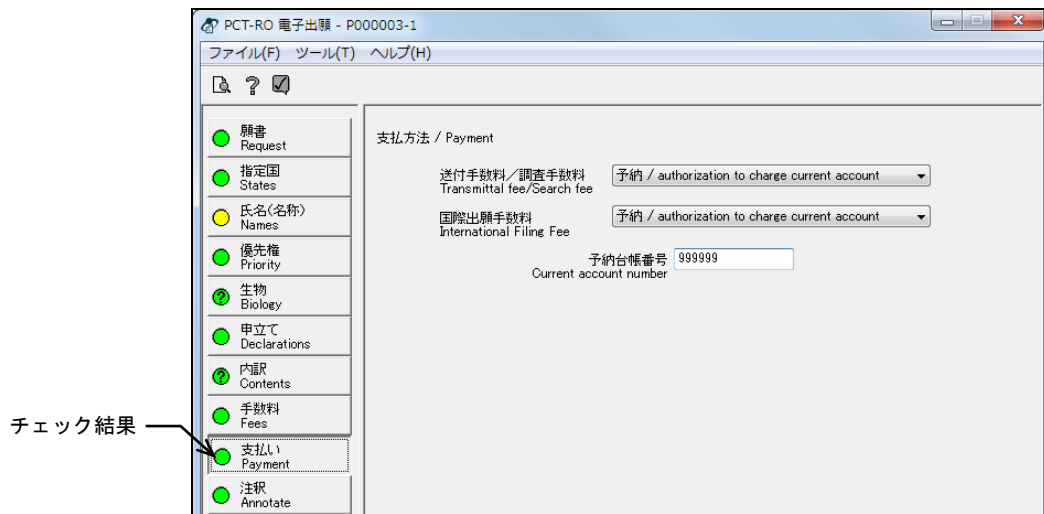 PCT-RO 電子出願 - P000003-1
ファイル(F) ツール(T) ヘルプ(H)
願書
Request
指定国
States
氏名(名称)
Names
優先権
Priority
生物
Biology
申立て
Declarations
内訳
Contents
手数料
Fees
支払い
Payment
注釈
Annotate
チェック結果
支払方法 / Payment
送付手数料／調査手数料
Transmittal fee/Search fee
予納 / authorization to charge current account
国際出願手数料
International Filing Fee
予納 / authorization to charge current account
予納台帳番号
Current account number
999999